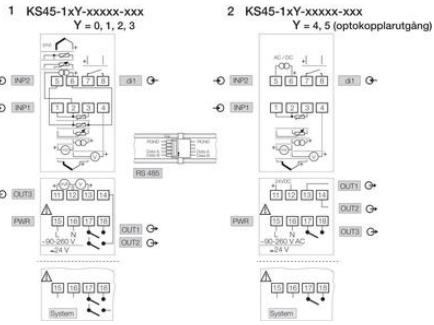 1 KS45-1xY-xxxxx-xxx
Y = 0, 1, 2, 3
INP2
5 6 7 8
di1
INP1
1 2 3 4
OUT3
11 12 13 14
PWR
15 16 17 18
L N
~90-260 V
24 V
OUT1
OUT2
15 16 17 18
System
RS 485
2 KS45-1xY-xxxxx-xxx
Y = 4, 5 (optokopplarutgång)
AC / DC
INP2
5 6 7 8
di1
INP1
1 2 3 4
24VDC
11 12 13 14
OUT1
OUT2
PWR
15 16 17 18
L N
~90-260 V AC
24 V
OUT3
15 16 17 18
System